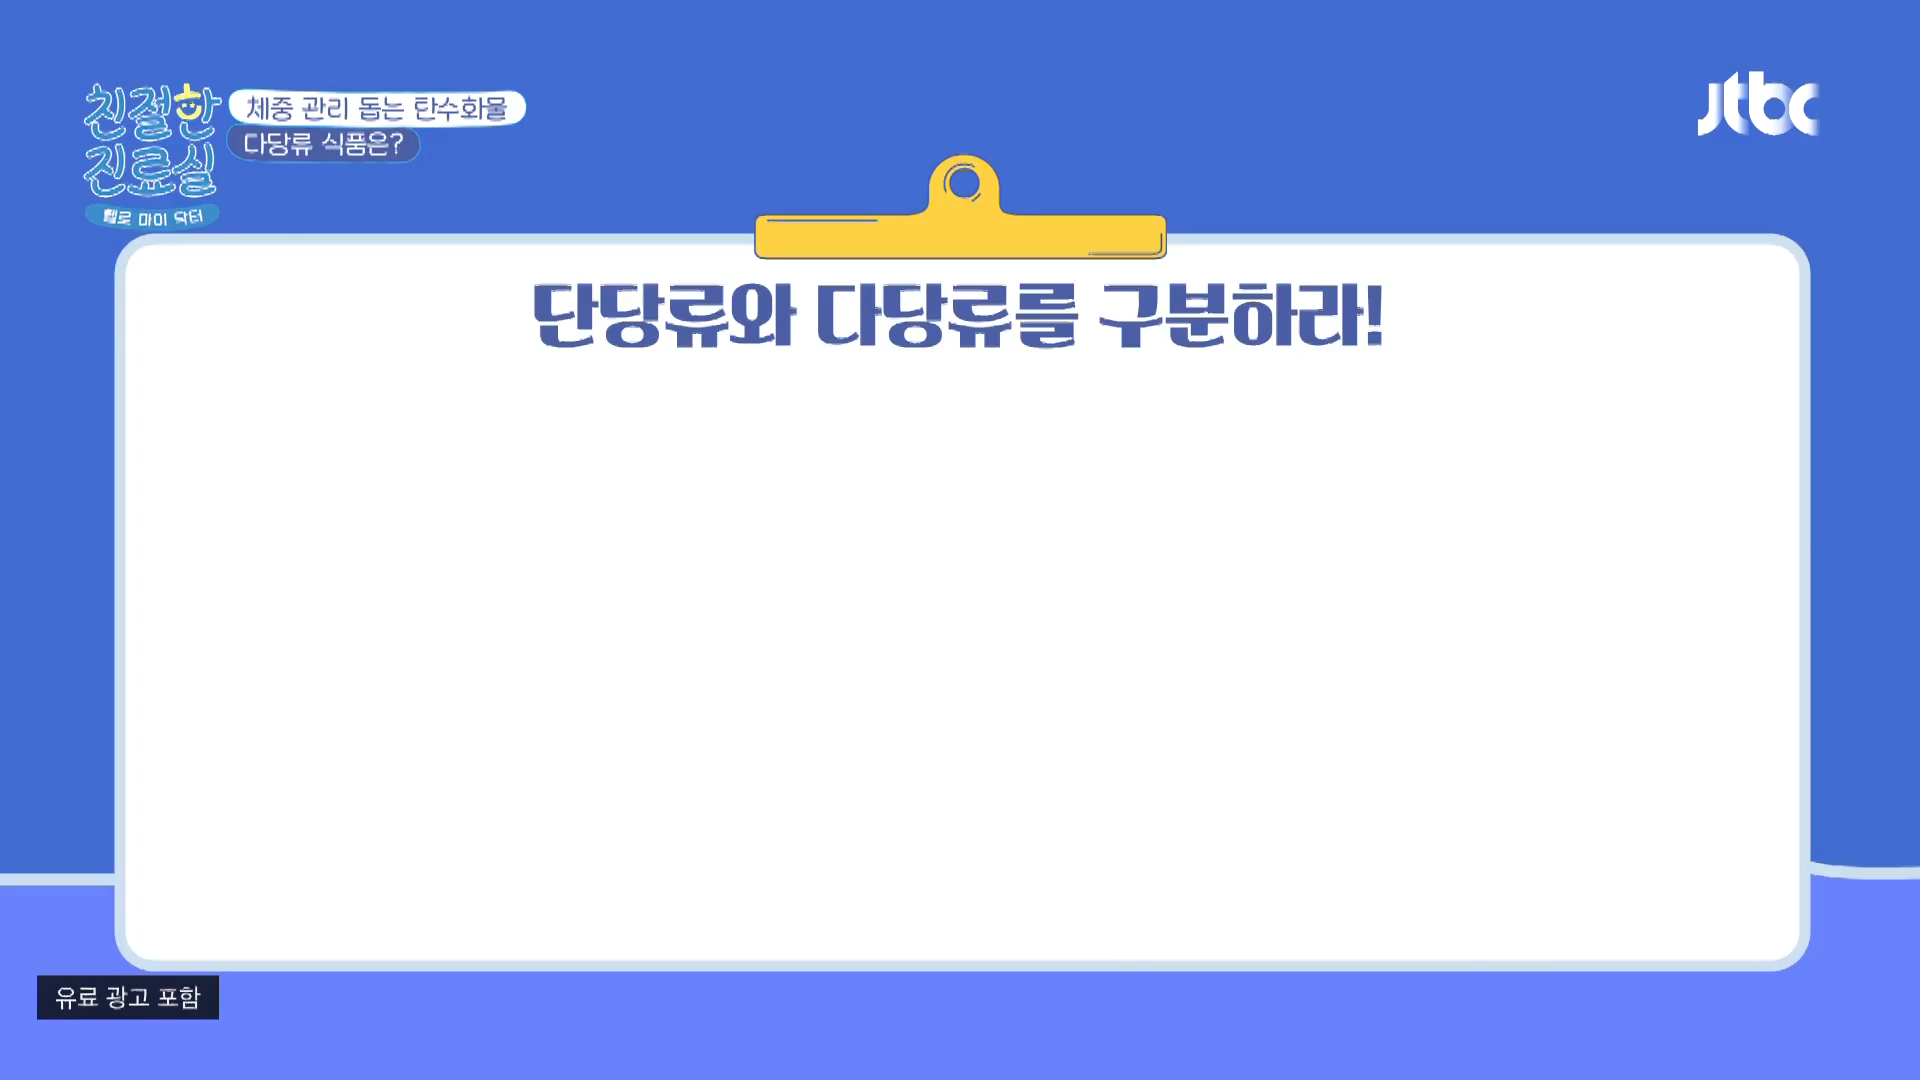 친절한
진료실
헬로 마이 닥터
체중 관리 돕는 탄수화물
다당류 식품은?
jtbc
단당류와 다당류를 구분하라!
유료 광고 포함